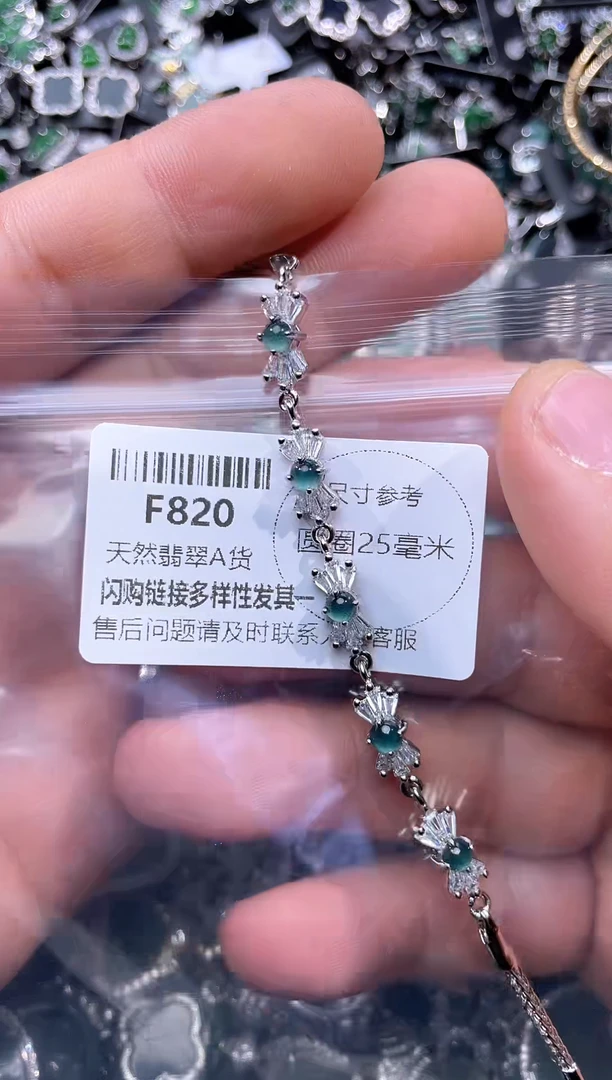 F820
尺寸参考
天然翡翠A货
圆圈25毫米
闪购链接多样性发其一
售后问题请及时联系 客服